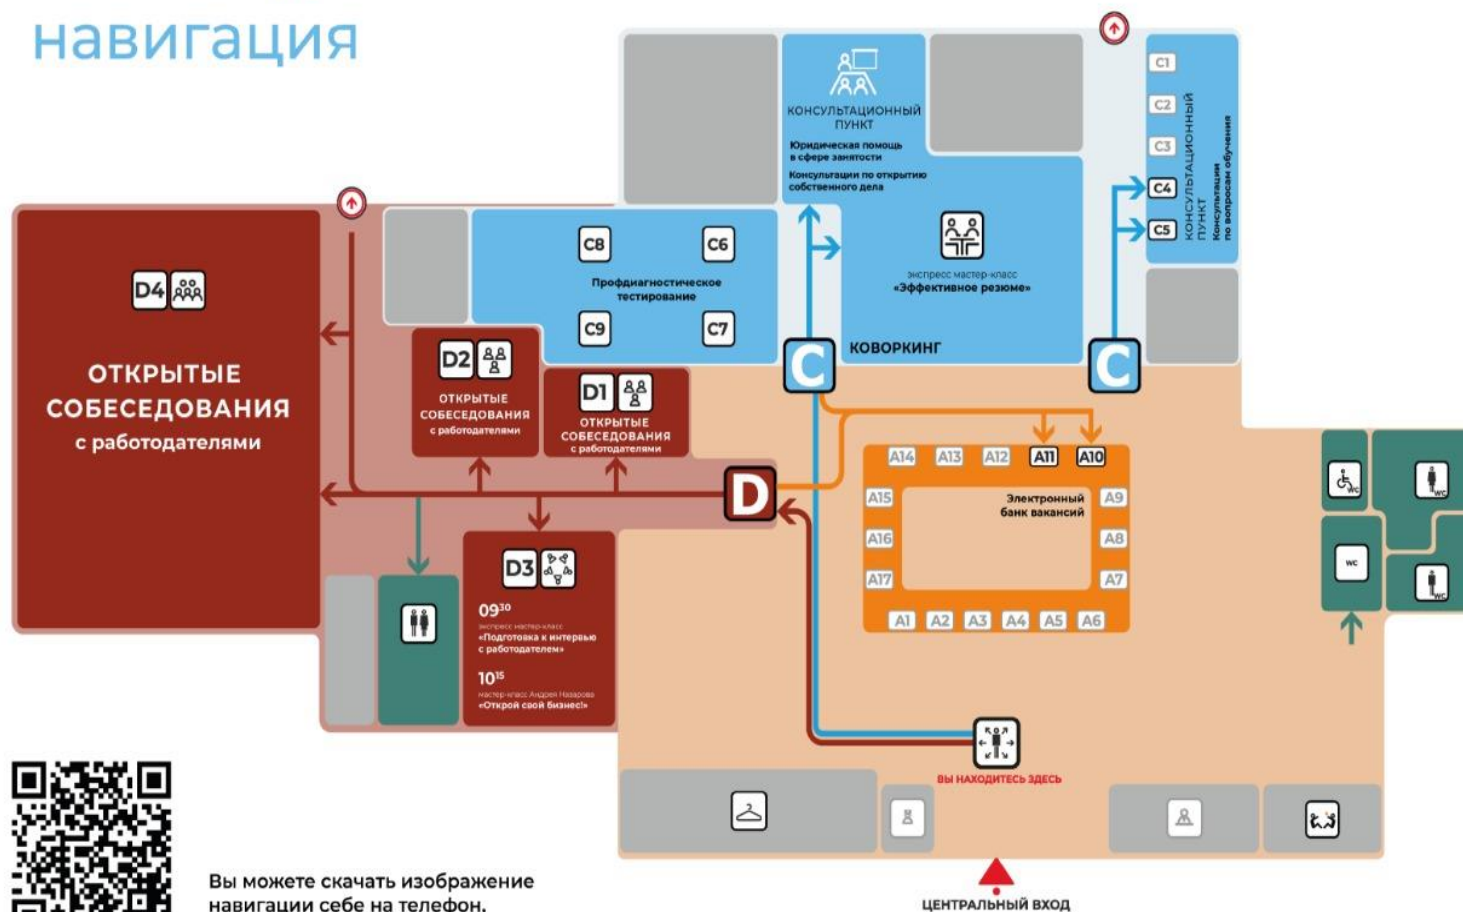 навигация
КОНСУЛЬТАЦИОННЫЙ
ПУНКТ
Юридическая помощь
в сфере занятости
Консультации по открытию
собственного дела
C1
C2
C3
C4
C5
КОНСУЛЬТАЦИОННЫЙ
ПУНКТ
Консультации
по вопросам обучения
C8
C6
Профдиагностическое
тестирование
C9
C7
экспресс мастер-класс
«Эффективное резюме»
КОВОРКИНГ
C
C
D4
ОТКРЫТЫЕ
СОБЕСЕДОВАНИЯ
с работодателями
D2
ОТКРЫТЫЕ
СОБЕСЕДОВАНИЯ
с работодателями
D1
ОТКРЫТЫЕ
СОБЕСЕДОВАНИЯ
с работодателями
D
A14
A13
A12
A11
A10
A15
Электронный
банк вакансий
A9
A16
A8
A17
A7
A1
A2
A3
A4
A5
A6
WC
WC
WC
WC
D3
09³⁰
экспресс мастер-класс
«Подготовка к интервью
с работодателем»
10¹⁵
мастер-класс Андрея Назарова
«Открой свой бизнес!»
ВЫ НАХОДИТЕСЬ ЗДЕСЬ
Вы можете скачать изображение
навигации себе на телефон.
ЦЕНТРАЛЬНЫЙ ВХОД